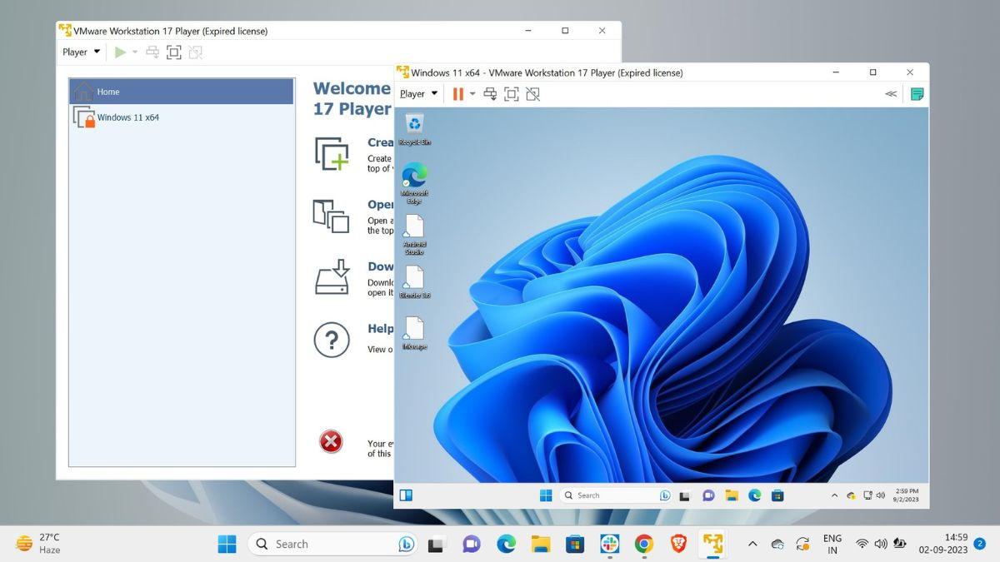 VMware Workstation 17 Player (Expired license)
Player
Home
Windows 11 x64
Welcome
17 Player
Crea
Create
top of
Open
Open a
the top
Dow
Downl
open it
Help
View o
Your e
of this
Windows 11 x64 - VMware Workstation 17 Player (Expired license)
Player
Recycle Bin
Microsoft
Edge
Android
Studio
Blender 3.3
Inkscape
Search
2:59 PM
9/2/2023
27°C
Haze
Search
ENG
IN
14:59
02-09-2023
2